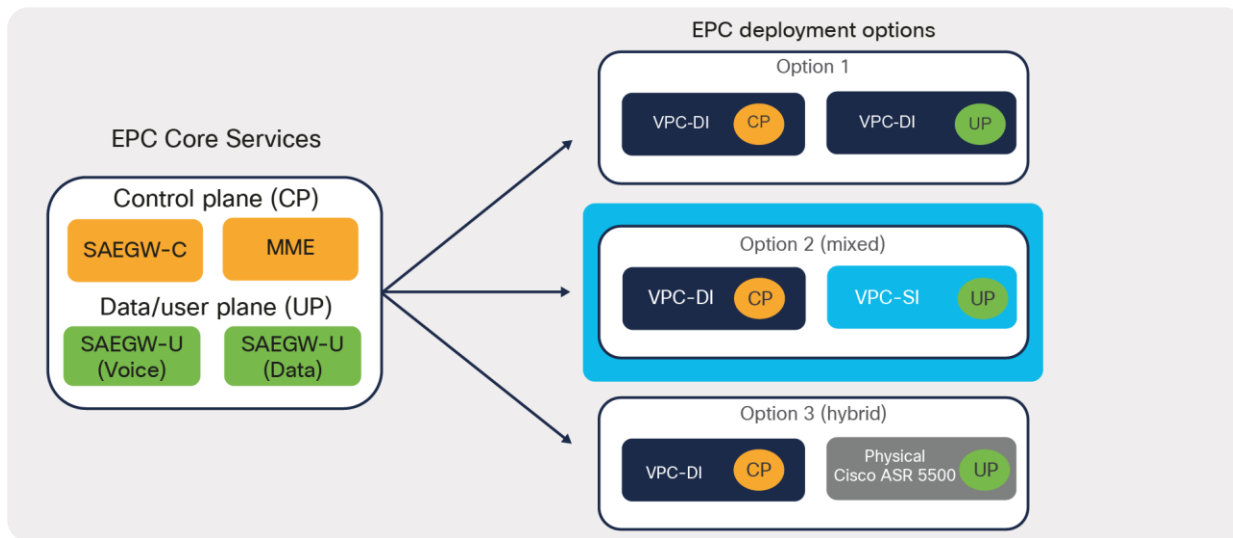 EPC Core Services
Control plane (CP)
SAEGW-C
MME
Data/user plane (UP)
SAEGW-U
(Voice)
SAEGW-U
(Data)
EPC deployment options
Option 1
VPC-DI
CP
VPC-DI
UP
Option 2 (mixed)
VPC-DI
CP
VPC-SI
UP
Option 3 (hybrid)
VPC-DI
CP
Physical
Cisco ASR 5500
UP